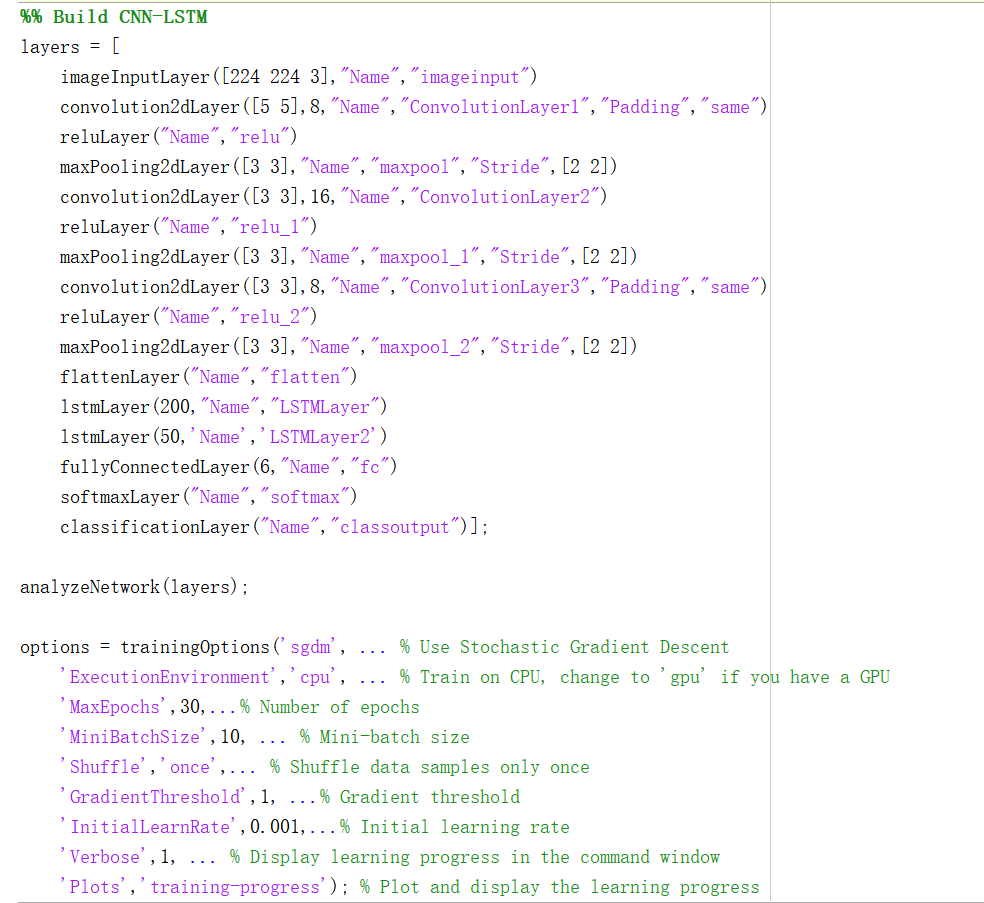 %% Build CNN-LSTM
layers = [
    imageInputLayer([224 224 3],"Name","imageinput")
    convolution2dLayer([5 5],8,"Name","ConvolutionLayer1","Padding","same")
    reluLayer("Name","relu")
    maxPooling2dLayer([3 3],"Name","maxpool","Stride",[2 2])
    convolution2dLayer([3 3],16,"Name","ConvolutionLayer2")
    reluLayer("Name","relu_1")
    maxPooling2dLayer([3 3],"Name","maxpool_1","Stride",[2 2])
    convolution2dLayer([3 3],8,"Name","ConvolutionLayer3","Padding","same")
    reluLayer("Name","relu_2")
    maxPooling2dLayer([3 3],"Name","maxpool_2","Stride",[2 2])
    flattenLayer("Name","flatten")
    lstmLayer(200,"Name","LSTMLayer")
    lstmLayer(50,'Name','LSTMLayer2')
    fullyConnectedLayer(6,"Name","fc")
    softmaxLayer("Name","softmax")
    classificationLayer("Name","classoutput")];

analyzeNetwork(layers);

options = trainingOptions('sgdm', ... % Use Stochastic Gradient Descent
    'ExecutionEnvironment','cpu', ... % Train on CPU, change to 'gpu' if you have a GPU
    'MaxEpochs',30,...% Number of epochs
    'MiniBatchSize',10, ... % Mini-batch size
    'Shuffle','once',... % Shuffle data samples only once
    'GradientThreshold',1, ...% Gradient threshold
    'InitialLearnRate',0.001,...% Initial learning rate
    'Verbose',1, ... % Display learning progress in the command window
    'Plots','training-progress'); % Plot and display the learning progress